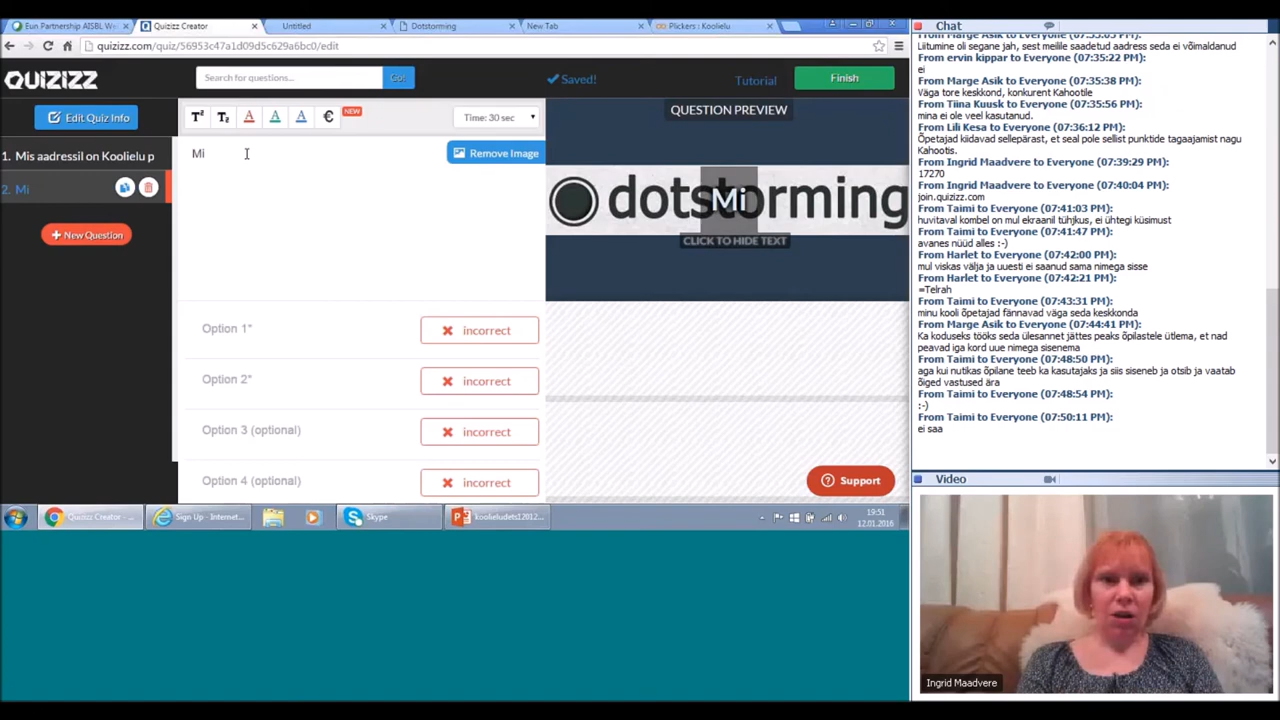 Eun Partnership AISBL W
Quizizz Creator
Untitled
Dotstorming
New Tab
Plickers : Koolielu
quizizz.com/quiz/56953c47a1d09d5c629a6bc0/edit
QUIZIZZ
Search for questions...
Go!
Saved!
Tutorial
Finish
Edit Quiz Info
NEW
Time: 30 sec
QUESTION PREVIEW
1. Mis aadressil on Koolielu p
Mi
Remove Image
2. Mi
dotstorming
Mi
CLICK TO HIDE TEXT
New Question
Option 1*
incorrect
Option 2*
incorrect
Option 3 (optional)
incorrect
Option 4 (optional)
incorrect
Support
Quizizz Creator - ...
Sign Up - Internet...
Skype
koolieludets12012...
19:51
12.01.2016
Chat
Liitumine oli segane jah, sest meilile saadetud aadress seda ei võimaldanud
From ervin kippar to Everyone (07:35:22 PM):
ei
From Marge Asik to Everyone (07:35:38 PM):
Väga tore keskkond, konkurent Kahootile
From Tiina Kuusk to Everyone (07:35:56 PM):
mina ei ole veel kasutanud.
From Lili Kesa to Everyone (07:36:12 PM):
Õpetajad kiidavad sellepärast, et seal pole sellist punktide tagaajamist nagu
Kahootis.
From Ingrid Maadvere to Everyone (07:39:29 PM):
17270
From Ingrid Maadvere to Everyone (07:40:04 PM):
join.quizizz.com
From Taimi to Everyone (07:41:03 PM):
huvitaval kombel on mul ekraanil tühjkus, ei ühtegi küsimust
From Taimi to Everyone (07:41:47 PM):
avanes nüüd alles :-)
From Harlet to Everyone (07:42:00 PM):
mul viskas välja ja uuesti ei saanud sama nimega sisse
From Harlet to Everyone (07:42:21 PM):
=Telrah
From Taimi to Everyone (07:43:31 PM):
minu kooli õpetajad fännavad väga seda keskkonda
From Marge Asik to Everyone (07:44:41 PM):
Ka koduseks tööks seda ülesannet jättes peaks õpilastele ütlema, et nad
peavad iga kord uue nimega sisenema
From Taimi to Everyone (07:48:50 PM):
aga kui nutikas õpilane teeb ka kasutajaks ja siis siseneb ja otsib ja vaatab
õiged vastused ära
From Taimi to Everyone (07:48:54 PM):
:-)
From Taimi to Everyone (07:50:11 PM):
ei saa
Video
Ingrid Maadvere